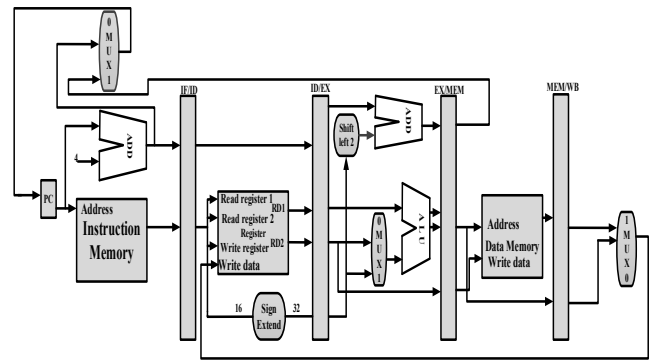 0
M
U
X
1
IF/ID
ID/EX
EX/MEM
MEM/WB
ADD
4
PC
Address
Instruction
Memory
Read register 1
RD1
Read register 2
Register
Write register
RD2
Write data
16
Sign
Extend
32
Shift
left 2
ADD
0
M
U
X
1
ALU
Address
Data Memory
Write data
1
M
U
X
0